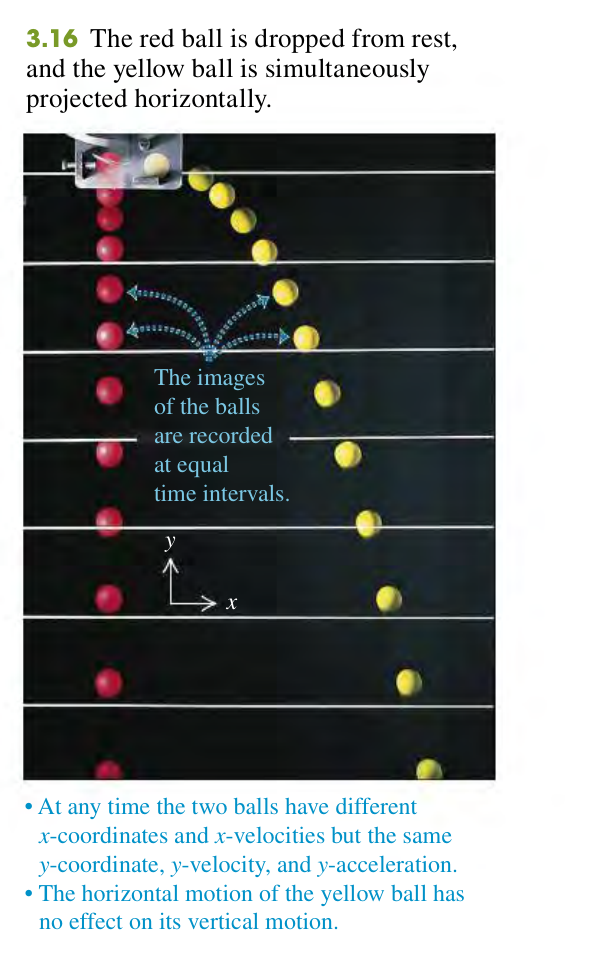 3.16 The red ball is dropped from rest,
and the yellow ball is simultaneously
projected horizontally.
The images
of the balls
are recorded
at equal
time intervals.
y
x
• At any time the two balls have different
x-coordinates and x-velocities but the same
y-coordinate, y-velocity, and y-acceleration.
• The horizontal motion of the yellow ball has
no effect on its vertical motion.